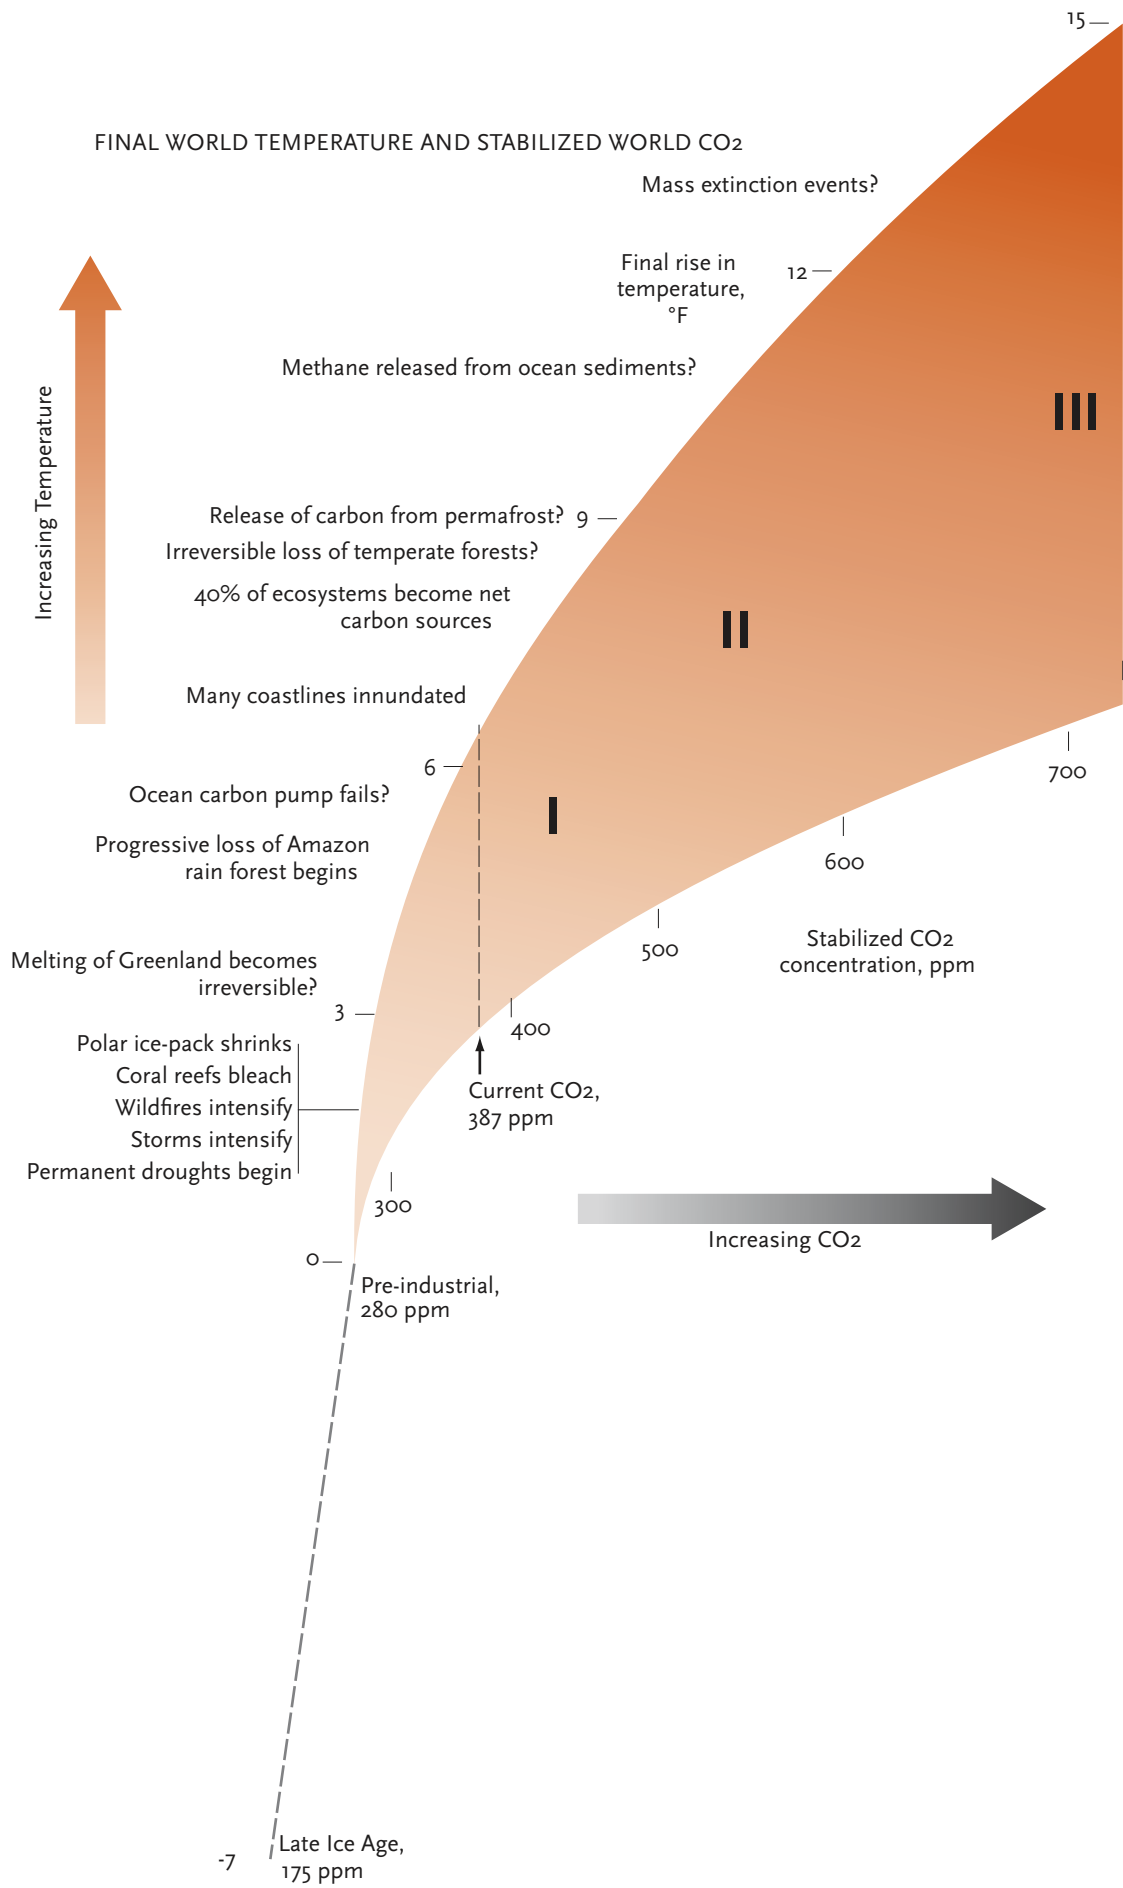 15
FINAL WORLD TEMPERATURE AND STABILIZED WORLD CO2
Mass extinction events?
Final rise in
temperature,
°F
12
Methane released from ocean sediments?
Increasing Temperature
III
Release of carbon from permafrost?
9
Irreversible loss of temperate forests?
40% of ecosystems become net
carbon sources
II
Many coastlines innundated
6
700
Ocean carbon pump fails?
I
Progressive loss of Amazon
rain forest begins
600
500
Stabilized CO2
concentration, ppm
Melting of Greenland becomes
irreversible?
3
400
Polar ice-pack shrinks
Coral reefs bleach
Wildfires intensify
Storms intensify
Permanent droughts begin
Current CO2,
387 ppm
300
Increasing CO2
0
Pre-industrial,
280 ppm
-7
Late Ice Age,
175 ppm